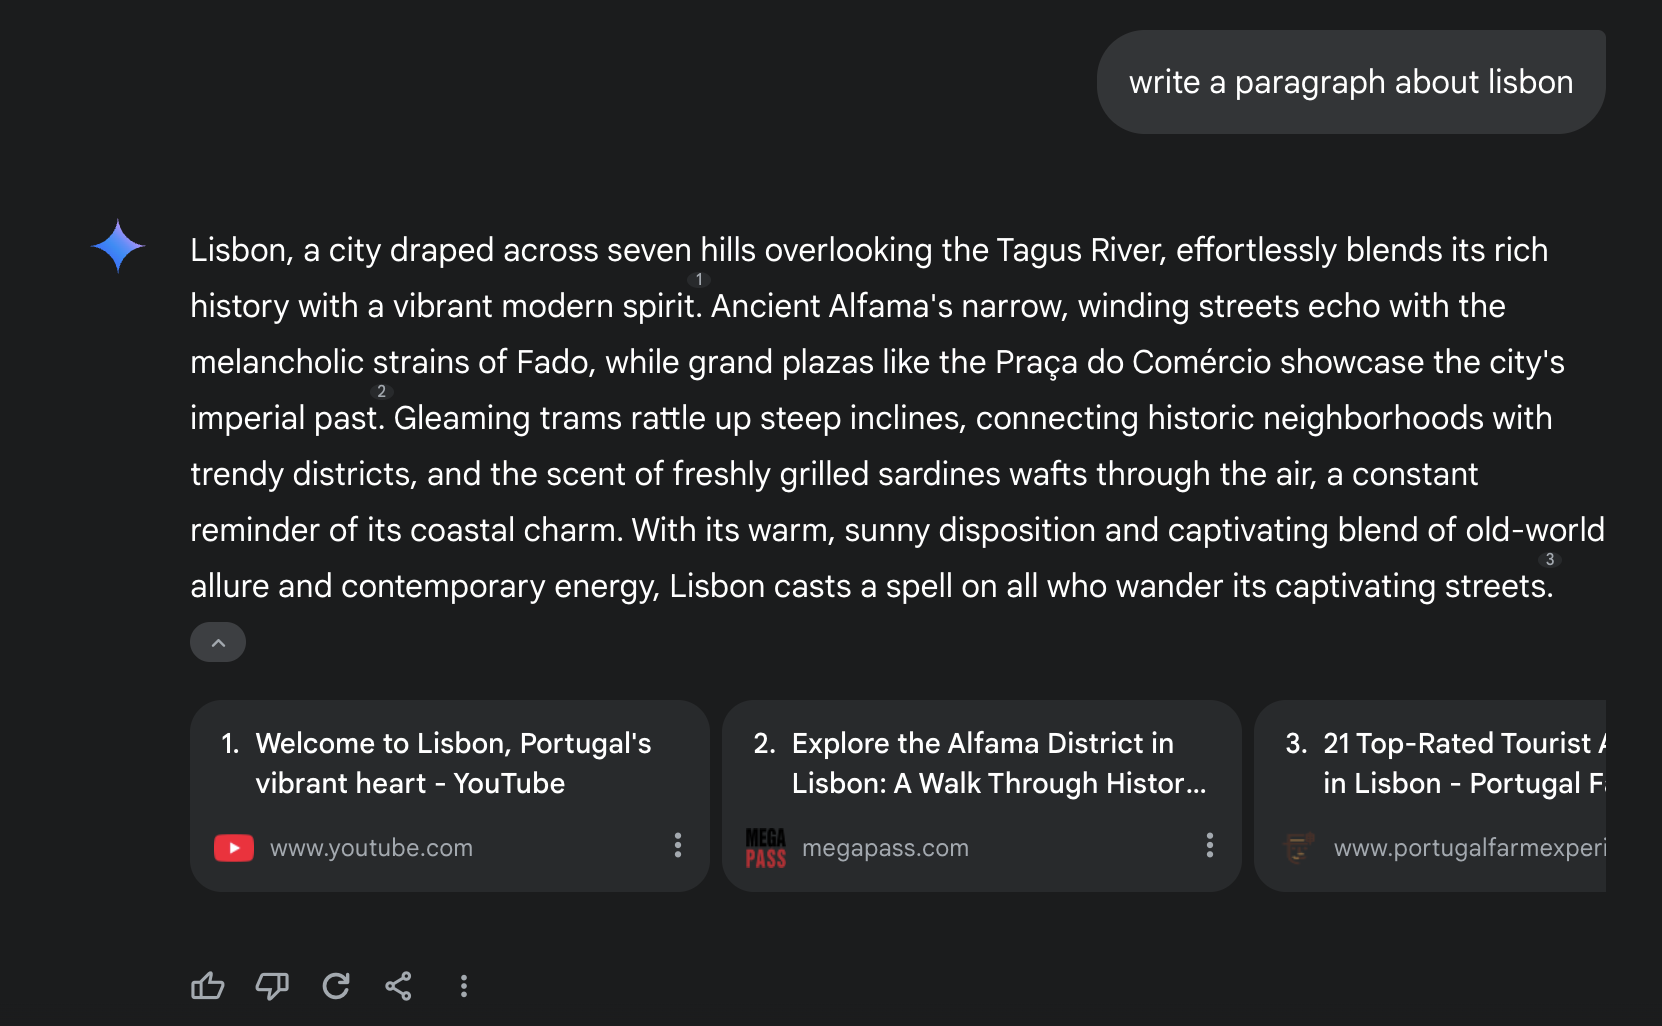 write a paragraph about lisbon
Lisbon, a city draped across seven hills overlooking the Tagus River, effortlessly blends its rich
1
history with a vibrant modern spirit. Ancient Alfama's narrow, winding streets echo with the
melancholic strains of Fado, while grand plazas like the Praça do Comércio showcase the city's
2
imperial past. Gleaming trams rattle up steep inclines, connecting historic neighborhoods with
trendy districts, and the scent of freshly grilled sardines wafts through the air, a constant
reminder of its coastal charm. With its warm, sunny disposition and captivating blend of old-world
3
allure and contemporary energy, Lisbon casts a spell on all who wander its captivating streets.
1. Welcome to Lisbon, Portugal's
vibrant heart - YouTube
www.youtube.com
2. Explore the Alfama District in
Lisbon: A Walk Through Histor...
MEGA
PASS
megapass.com
3. 21 Top-Rated Tourist
in Lisbon - Portugal
www.portugalfarmexperi